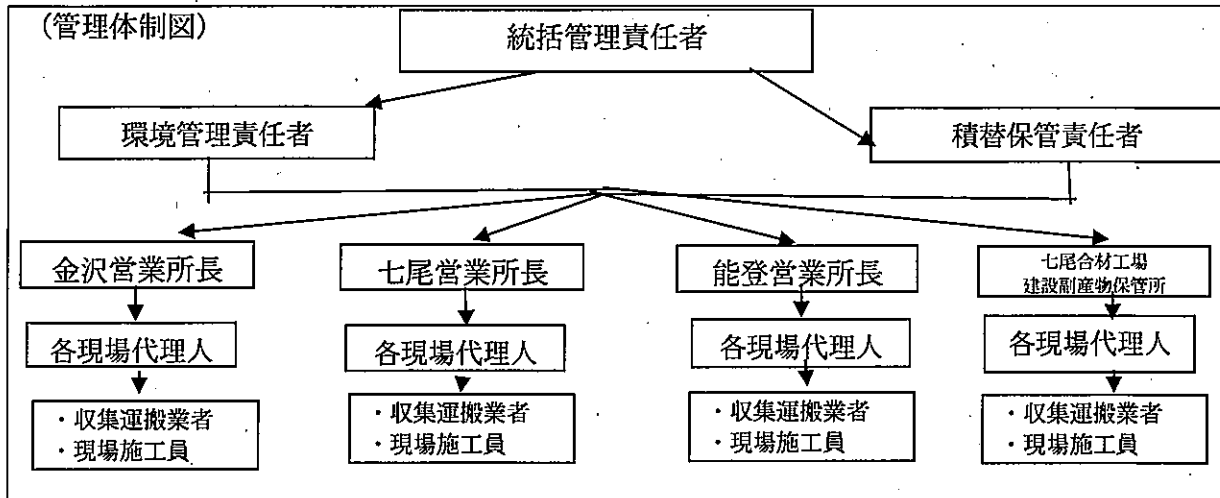 (管理体制図)
統括管理責任者
環境管理責任者
積替保管責任者
金沢営業所長
七尾営業所長
能登営業所長
七尾合材工場
建設副産物保管所
各現場代理人
各現場代理人
各現場代理人
各現場代理人
・収集運搬業者
・現場施工員
・収集運搬業者
・現場施工員
・収集運搬業者
・現場施工員
・収集運搬業者
・現場施工員